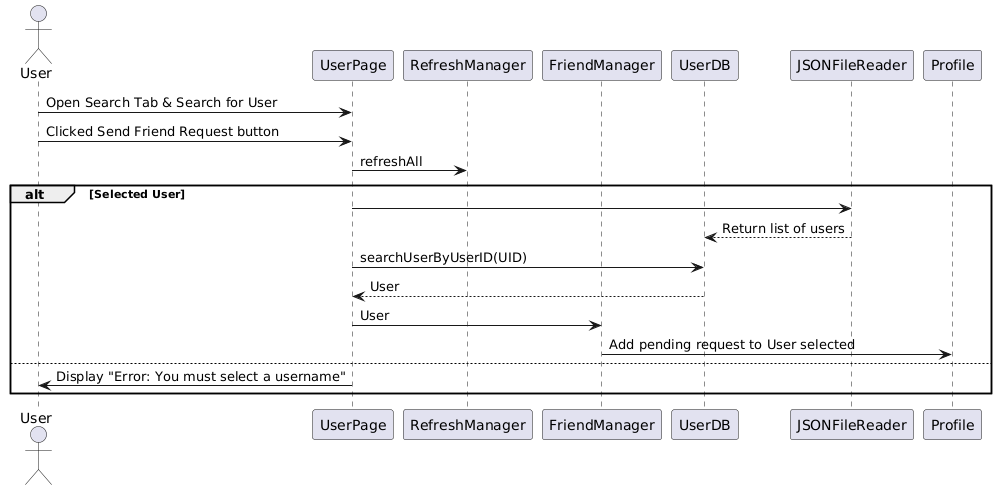 User
UserPage
RefreshManager
FriendManager
UserDB
JSONFileReader
Profile
Open Search Tab & Search for User
Clicked Send Friend Request button
refreshAll
alt
[Selected User]
Return list of users
searchUserByUserID(UID)
User
User
Add pending request to User selected
Display "Error: You must select a username"
User
UserPage
RefreshManager
FriendManager
UserDB
JSONFileReader
Profile